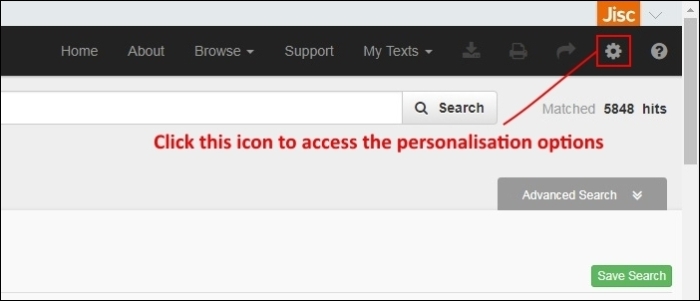 Jisc
Home About Browse Support My Texts
Search Matched 5848 hits
Click this icon to access the personalisation options
Advanced Search
Save Search